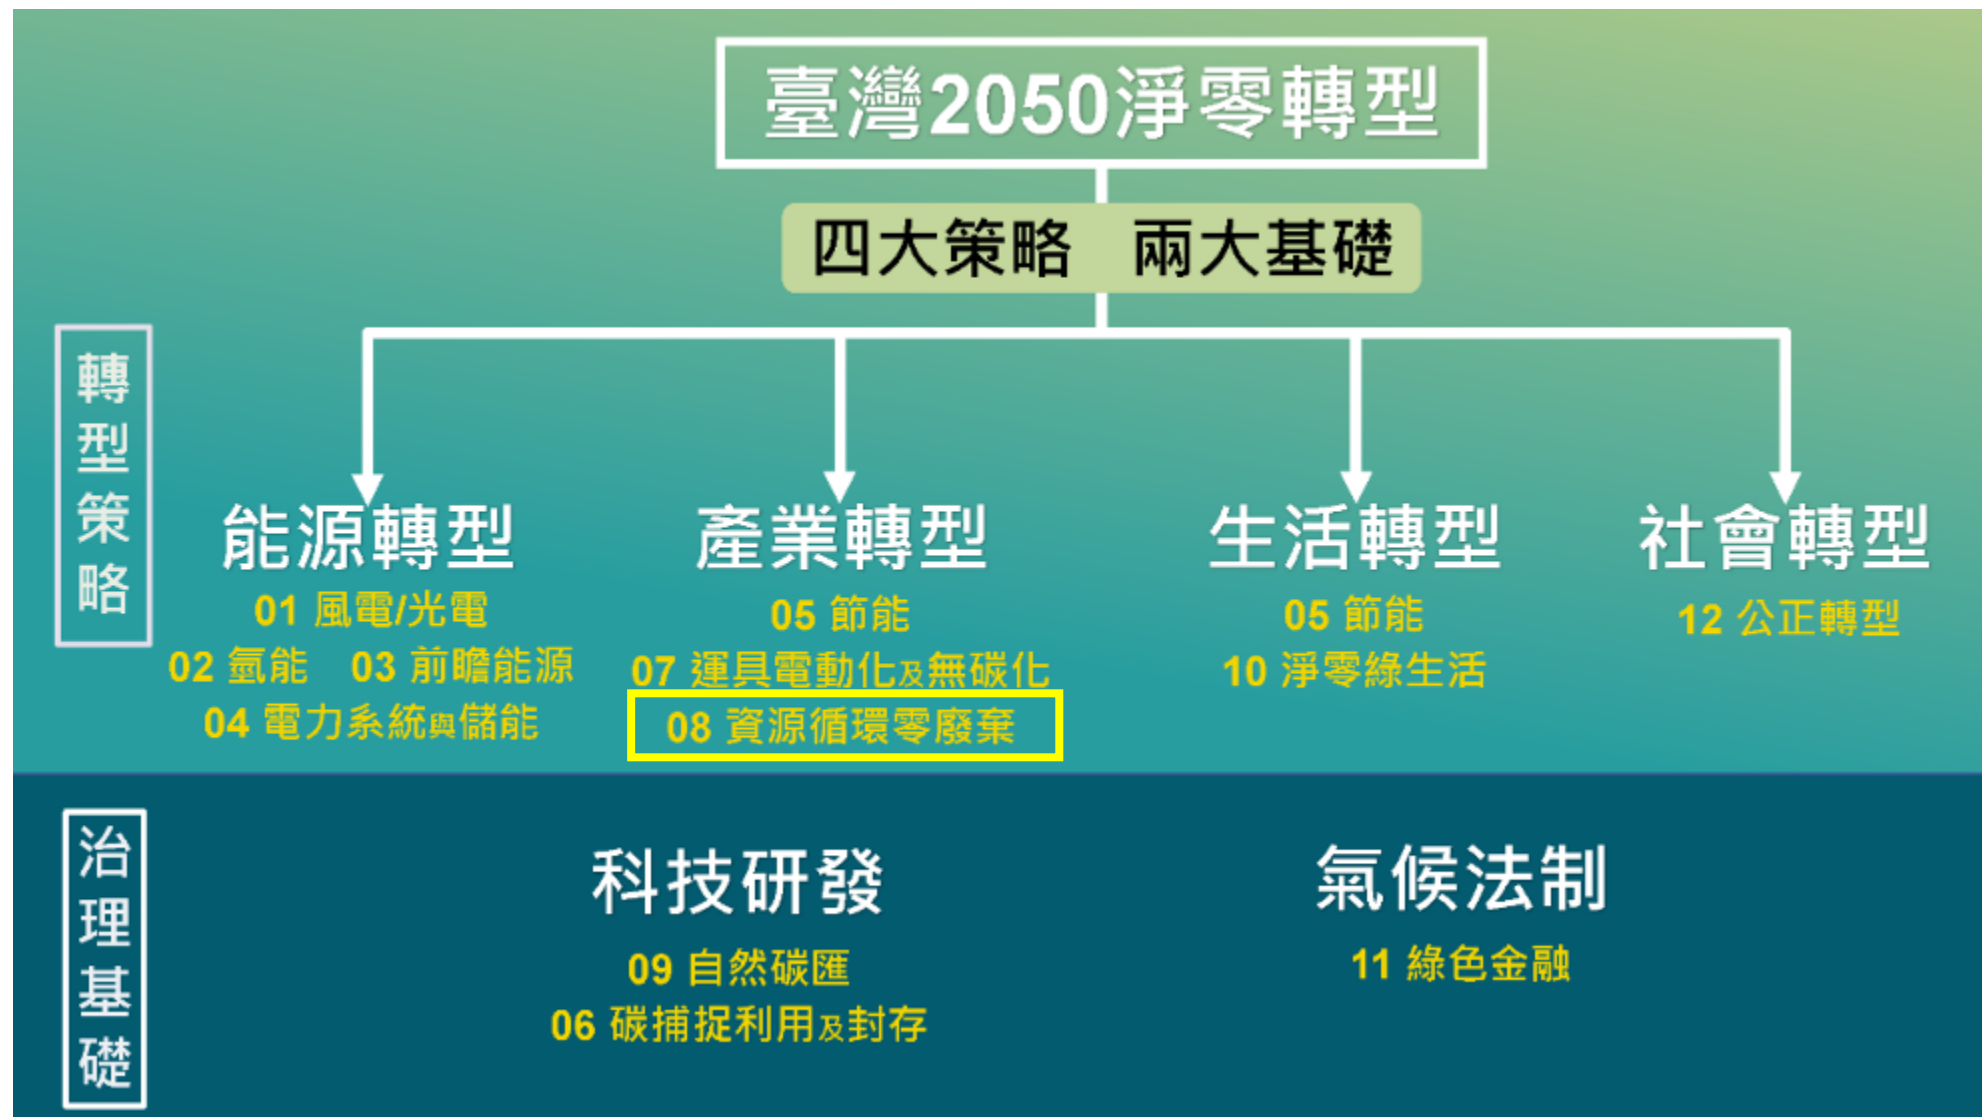 臺灣2050淨零轉型
四大策略 兩大基礎
轉型策略
能源轉型
01 風電/光電
02 氫能 03 前瞻能源
04 電力系統與儲能
產業轉型
05 節能
07 運具電動化及無碳化
08 資源循環零廢棄
生活轉型
05 節能
10 淨零綠生活
社會轉型
12 公正轉型
治理基礎
科技研發
09 自然碳匯
06 碳捕捉利用及封存
氣候法制
11 綠色金融